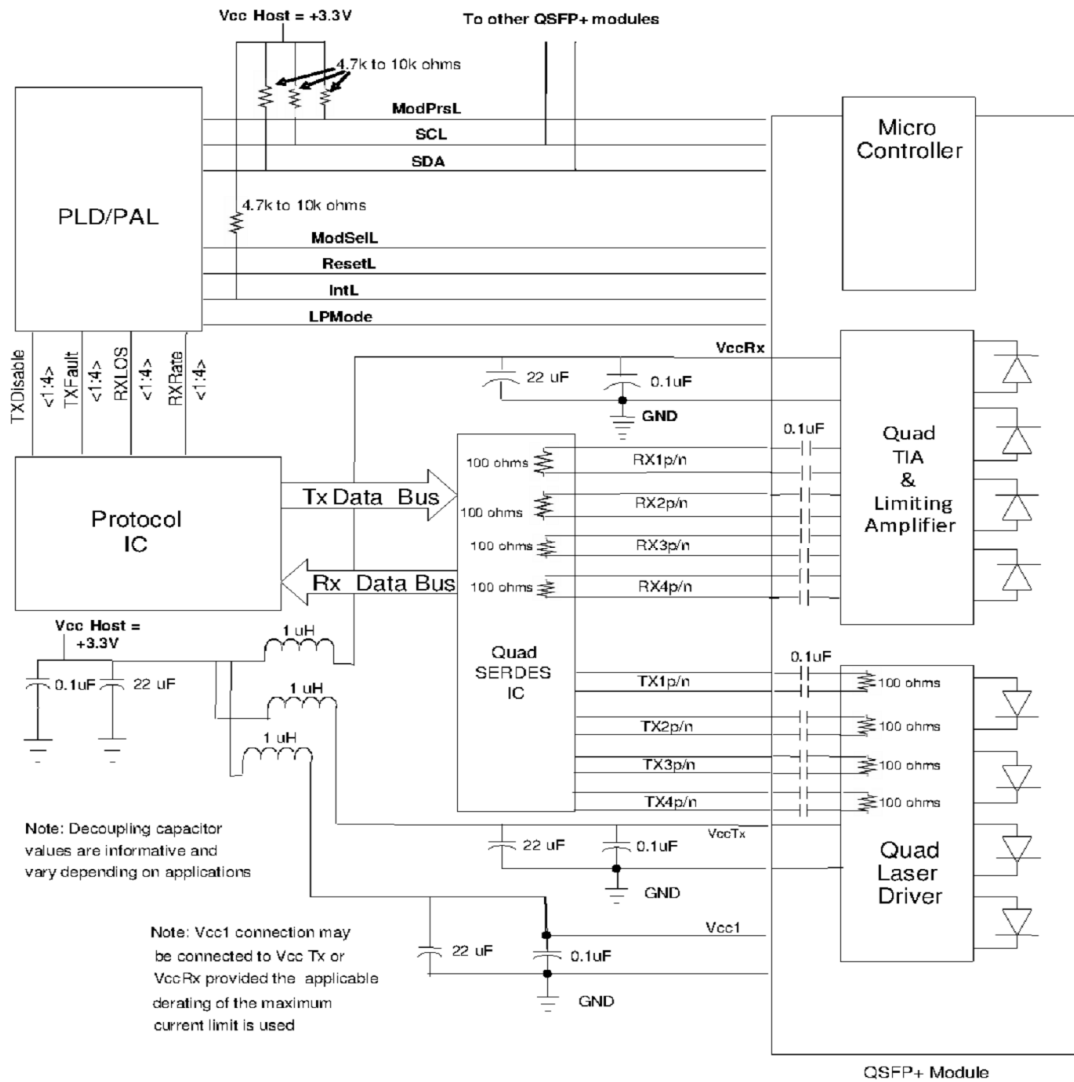 Vcc Host = +3.3V
To other QSFP+ modules
4.7k to 10k ohms
ModPrsL
SCL
SDA
PLD/PAL
4.7k to 10k ohms
ModSelL
ResetL
IntL
LPMode
Micro
Controller
TXDisable
<1:4>
TXFault
<1:4>
RXLOS
<1:4>
RXRate
<1:4>
VccRx
22 uF
0.1uF
GND
Protocol
IC
Tx Data Bus
Rx Data Bus
100 ohms
100 ohms
100 ohms
100 ohms
Quad
SERDES
IC
RX1p/n
RX2p/n
RX3p/n
RX4p/n
0.1uF
Quad
TIA
&
Limiting
Amplifier
Vcc Host =
+3.3V
0.1uF
22 uF
1 uH
1 uH
1 uH
TX1p/n
TX2p/n
TX3p/n
TX4p/n
0.1uF
100 ohms
100 ohms
100 ohms
100 ohms
Quad
Laser
Driver
VccTx
22 uF
0.1uF
GND
Note: Decoupling capacitor
values are informative and
vary depending on applications
Note: Vcc1 connection may
be connected to Vcc Tx or
VccRx provided the applicable
derating of the maximum
current limit is used
Vcc1
22 uF
0.1uF
GND
QSFP+ Module